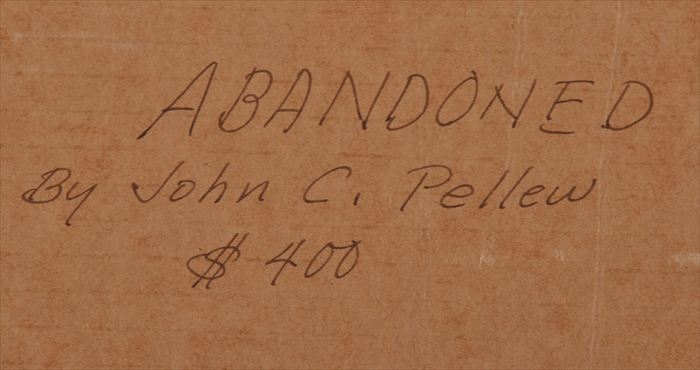 ABANDONED
By John C. Pellew
$ 400